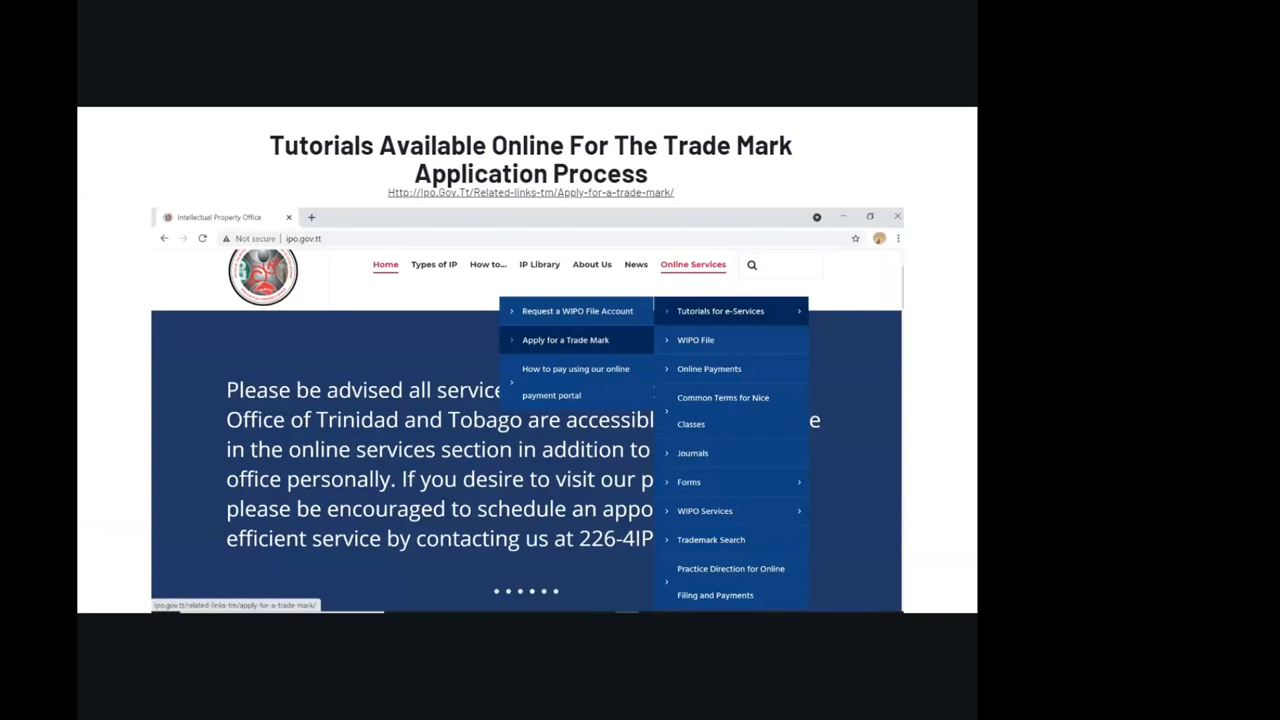 Tutorials Available Online For The Trade Mark
Application Process
Http://Ipo.Gov.Tt/Related-links-tm/Apply-for-a-trade-mark/
Intellectual Property Office
Not secure | ipo.gov.tt
Home Types of IP How to... IP Library About Us News Online Services
Request a WIPO File Account
Apply for a Trade Mark
How to pay using our online
payment portal
Tutorials for e-Services
WIPO File
Online Payments
Common Terms for Nice
Classes
Journals
Forms
WIPO Services
Trademark Search
Practice Direction for Online
Filing and Payments
Please be advised all service
Office of Trinidad and Tobago are accessibl e
in the online services section in addition to
office personally. If you desire to visit our p
please be encouraged to schedule an appo
efficient service by contacting us at 226-4IP
ipo.gov.tt/related-links-tm/apply-for-a-trade-mark/